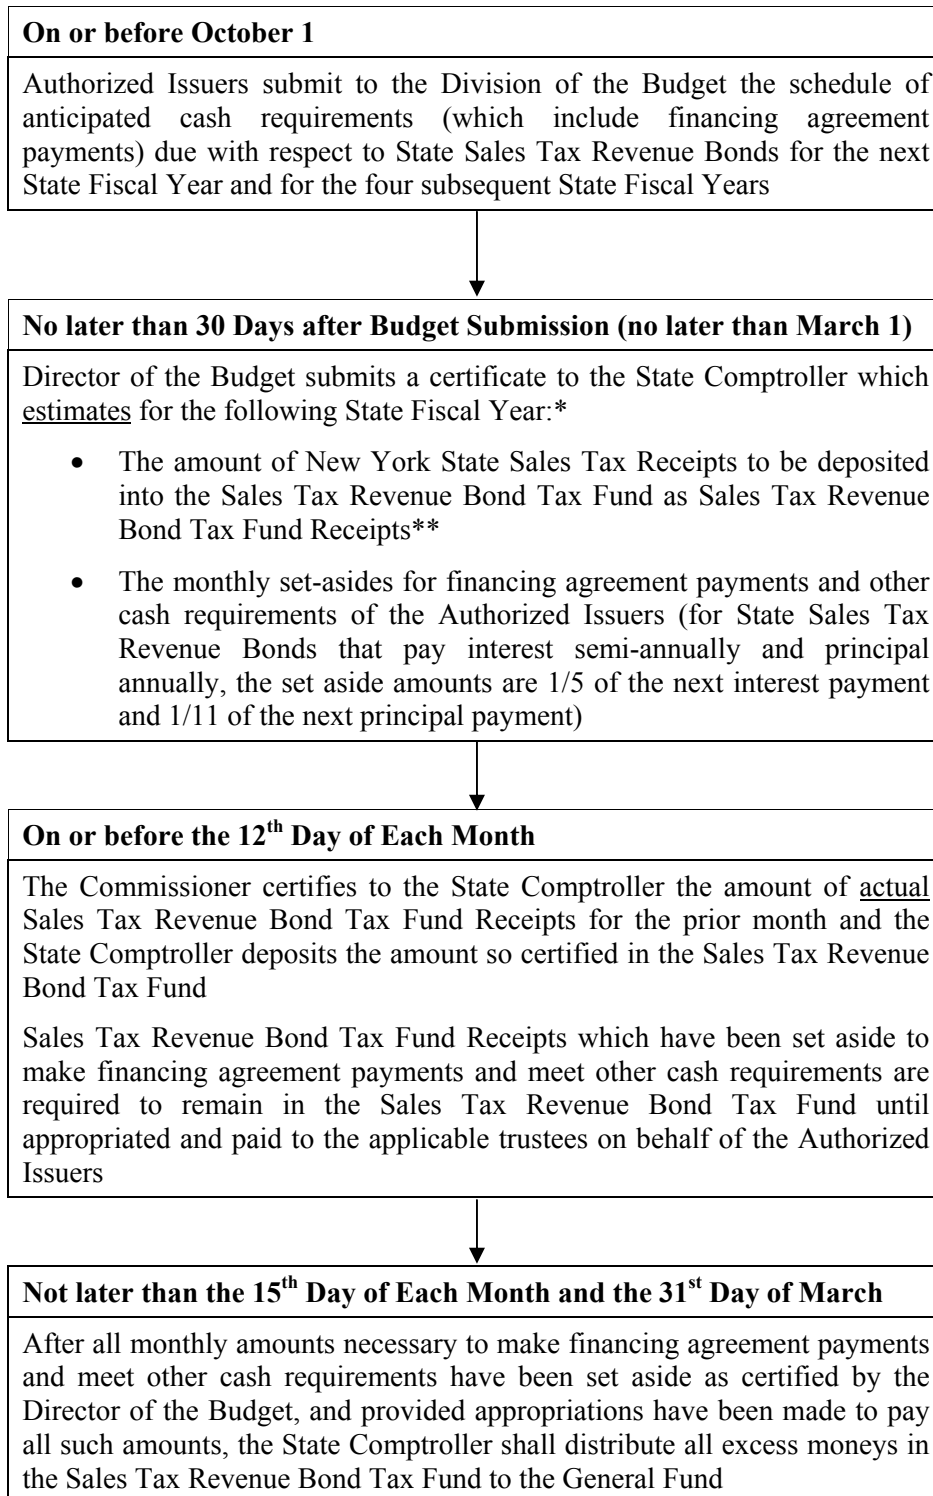 On or before October 1
Authorized Issuers submit to the Division of the Budget the schedule of
anticipated cash requirements (which include financing agreement
payments) due with respect to State Sales Tax Revenue Bonds for the next
State Fiscal Year and for the four subsequent State Fiscal Years
No later than 30 Days after Budget Submission (no later than March 1)
Director of the Budget submits a certificate to the State Comptroller which
estimates for the following State Fiscal Year:*
• The amount of New York State Sales Tax Receipts to be deposited
into the Sales Tax Revenue Bond Tax Fund as Sales Tax Revenue
Bond Tax Fund Receipts**
• The monthly set-asides for financing agreement payments and other
cash requirements of the Authorized Issuers (for State Sales Tax
Revenue Bonds that pay interest semi-annually and principal
annually, the set aside amounts are 1/5 of the next interest payment
and 1/11 of the next principal payment)
On or before the 12th Day of Each Month
The Commissioner certifies to the State Comptroller the amount of actual
Sales Tax Revenue Bond Tax Fund Receipts for the prior month and the
State Comptroller deposits the amount so certified in the Sales Tax Revenue
Bond Tax Fund
Sales Tax Revenue Bond Tax Fund Receipts which have been set aside to
make financing agreement payments and meet other cash requirements are
required to remain in the Sales Tax Revenue Bond Tax Fund until
appropriated and paid to the applicable trustees on behalf of the Authorized
Issuers
Not later than the 15th Day of Each Month and the 31st Day of March
After all monthly amounts necessary to make financing agreement payments
and meet other cash requirements have been set aside as certified by the
Director of the Budget, and provided appropriations have been made to pay
all such amounts, the State Comptroller shall distribute all excess moneys in
the Sales Tax Revenue Bond Tax Fund to the General Fund